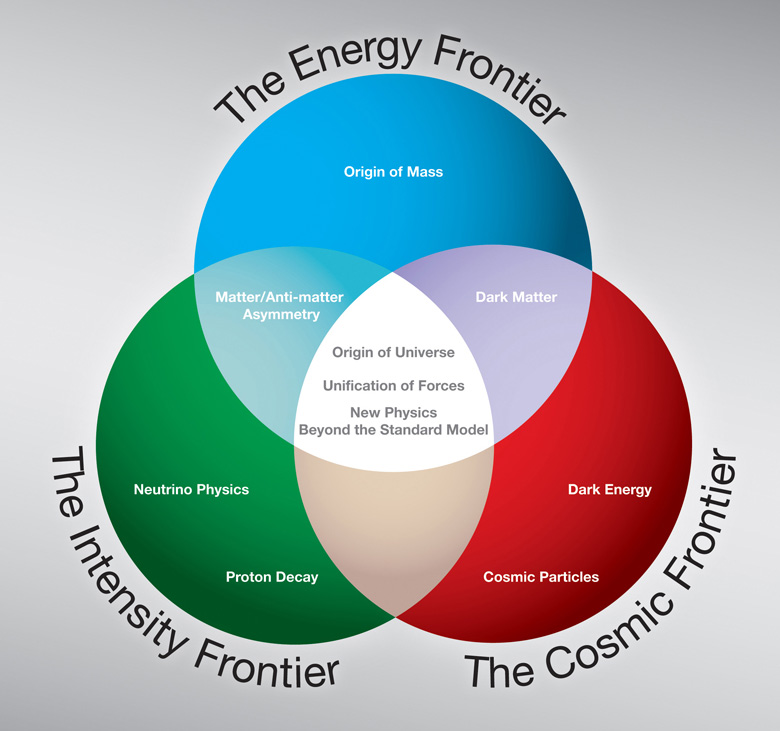 The Energy Frontier
Origin of Mass
Matter/Anti-matter
Asymmetry
Dark Matter
Origin of Universe
Unification of Forces
New Physics
Beyond the Standard Model
Neutrino Physics
Dark Energy
Proton Decay
Cosmic Particles
The Intensity Frontier
The Cosmic Frontier